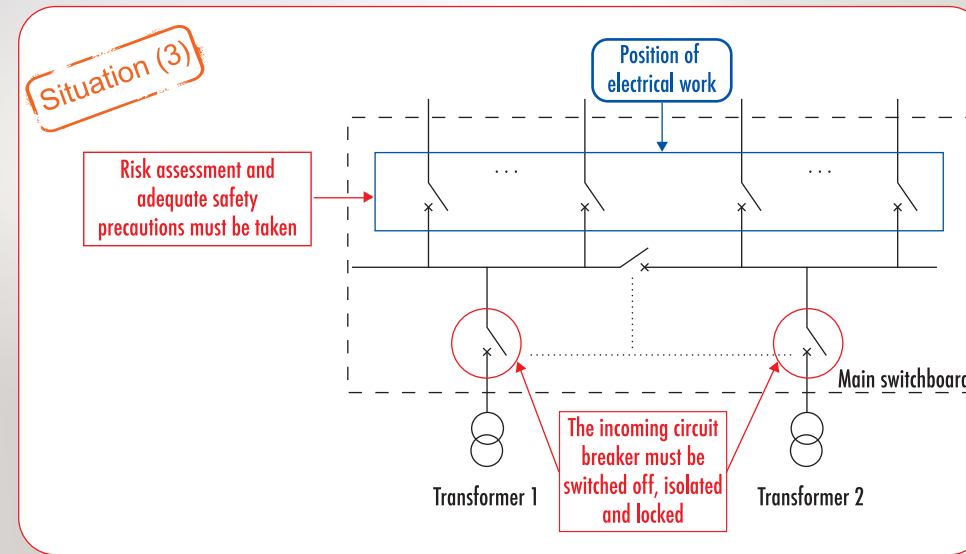 Situation (3)
Position of
electrical work
Risk assessment and
adequate safety
precautions must be taken
Main switchboard
The incoming circuit
breaker must be
switched off, isolated
and locked
Transformer 1
Transformer 2